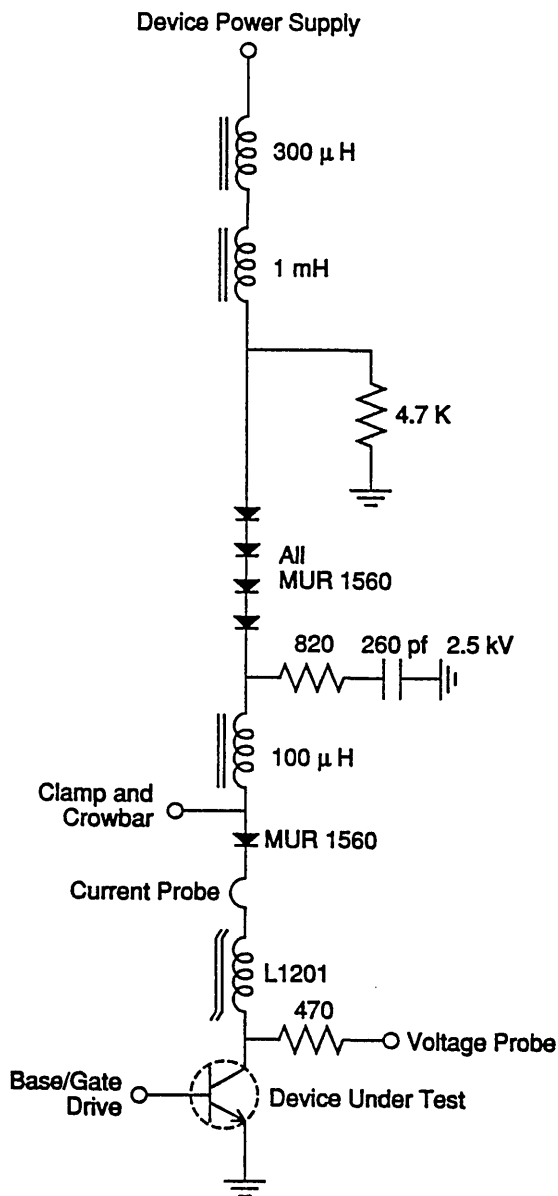 Device Power Supply
300 μ H
1 mH
4.7 K
All
MUR 1560
820 260 pf 2.5 kV
100 μ H
Clamp and
Crowbar
MUR 1560
Current Probe
L1201
470
Voltage Probe
Base/Gate
Drive
Device Under Test